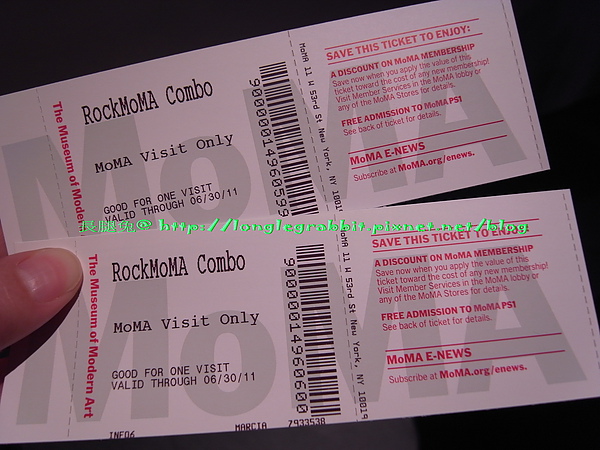 The Museum of Modern
RockMoMA Combo
MoMA Visit Only
GOOD FOR ONE VISIT
VALID THROUGH 06/30/11
9000001496059
MoMA 11 W 53rd St New York, NY 10019
SAVE THIS TICKET TO ENJOY:
A DISCOUNT ON MoMA MEMBERSHIP
Save now when you apply the value of this
ticket toward the cost of any new membership!
Visit Member Services in the MoMA lobby or
any of the MoMA Stores for details.
FREE ADMISSION TO MoMA PS1
See back of ticket for details.
MoMA E-NEWS
Subscribe at MoMA.org/enews.
MoMA
長腿兔@ http://longlegrabbit.pixnet.net/blog
The Museum of Modern Art
RockMoMA Combo
MoMA Visit Only
GOOD FOR ONE VISIT
VALID THROUGH 06/30/11
INF06 MARCIA 7933538
90000014960600
MoMA 11 W 53rd St New York, NY 10019
SAVE THIS TICKET TO ENJOY:
A DISCOUNT ON MoMA MEMBERSHIP
Save now when you apply the value of this
ticket toward the cost of any new membership!
Visit Member Services in the MoMA lobby or
any of the MoMA Stores for details.
FREE ADMISSION TO MoMA PS1
See back of ticket for details.
MoMA E-NEWS
Subscribe at MoMA.org/enews.
MoMA